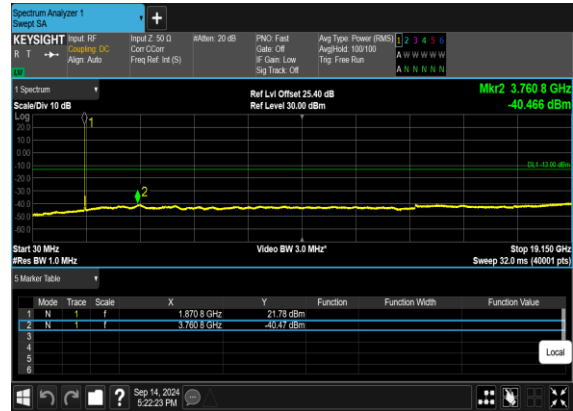 Spectrum Analyzer 1
Swept SA
+
KEYSIGHT Input: RF Input Z: 50 Ω #Atten: 20 dB PNO: Fast Avg Type: Power (RMS) 1 2 3 4 5 6
R T Coupling: DC Corr CCorr Gate: Off Avg|Hold: 100/100 A W W W W W
Align: Auto Freq Ref: Int (S) IF Gain: Low Trig: Free Run
LXI Sig Track: Off A N N N N N
1 Spectrum Ref Lvl Offset 25.40 dB Mkr2 3.760 8 GHz
Scale/Div 10 dB Ref Level 30.00 dBm -40.466 dBm
Log
1
20.0
10.0
0.00
-10.0
DL1 -13.00 dBm
-20.0
-30.0
2
-40.0
-50.0
-60.0
Start 30 MHz Video BW 3.0 MHz* Stop 19.150 GHz
#Res BW 1.0 MHz Sweep 32.0 ms (40001 pts)
5 Marker Table
Mode Trace Scale X Y Function Function Width Function Value
1 N 1 f 1.870 8 GHz 21.78 dBm
2 N 1 f 3.760 8 GHz -40.47 dBm
3
4
5
6
Local
? Sep 14, 2024
5:22:23 PM